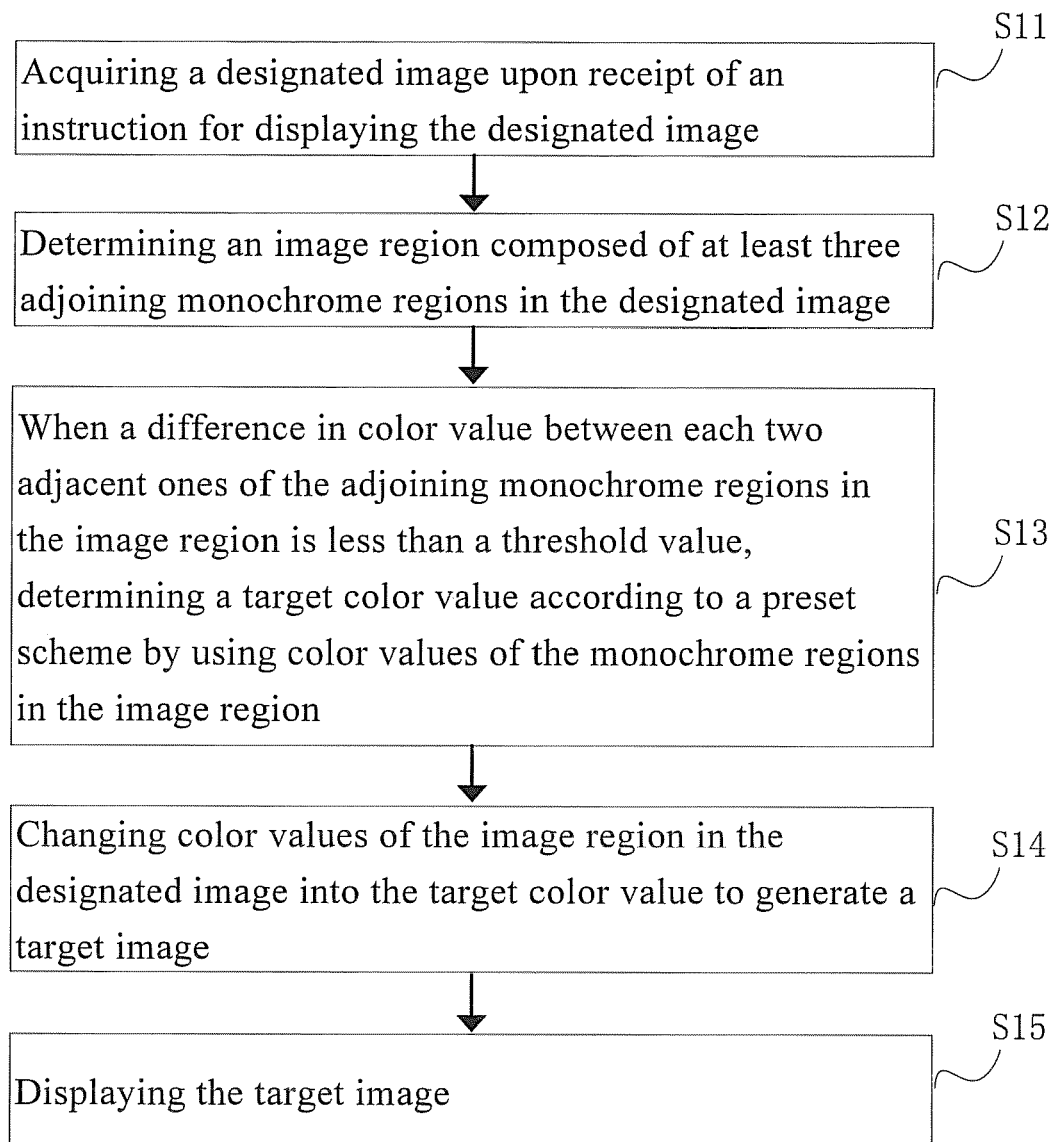 S11
Acquiring a designated image upon receipt of an
instruction for displaying the designated image
S12
Determining an image region composed of at least three
adjoining monochrome regions in the designated image
When a difference in color value between each two
adjacent ones of the adjoining monochrome regions in
the image region is less than a threshold value,
S13
determining a target color value according to a preset
scheme by using color values of the monochrome regions
in the image region
Changing color values of the image region in the
S14
designated image into the target color value to generate a
target image
S15
Displaying the target image